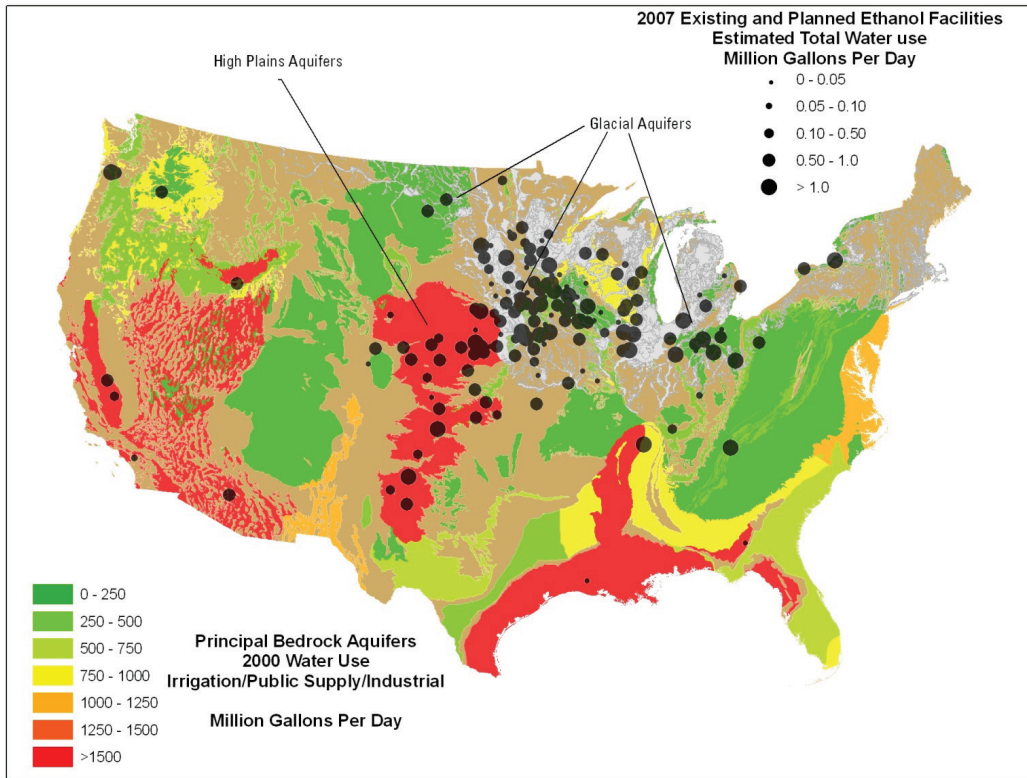 2007 Existing and Planned Ethanol Facilities
Estimated Total Water use
Million Gallons Per Day
0 - 0.05
0.05 - 0.10
0.10 - 0.50
0.50 - 1.0
> 1.0
High Plains Aquifers
Glacial Aquifers
0 - 250
250 - 500
500 - 750
750 - 1000
1000 - 1250
1250 - 1500
>1500
Principal Bedrock Aquifers
2000 Water Use
Irrigation/Public Supply/Industrial
Million Gallons Per Day